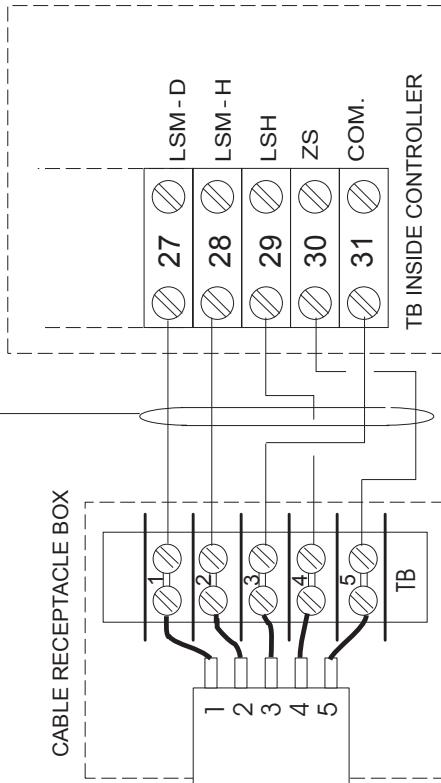 CABLE RECEPTACLE BOX
1
2
3
4
5
1
2
3
4
5
TB
27
28
29
30
31
LSM - D
LSM - H
LSH
ZS
COM.
TB INSIDE CONTROLLER